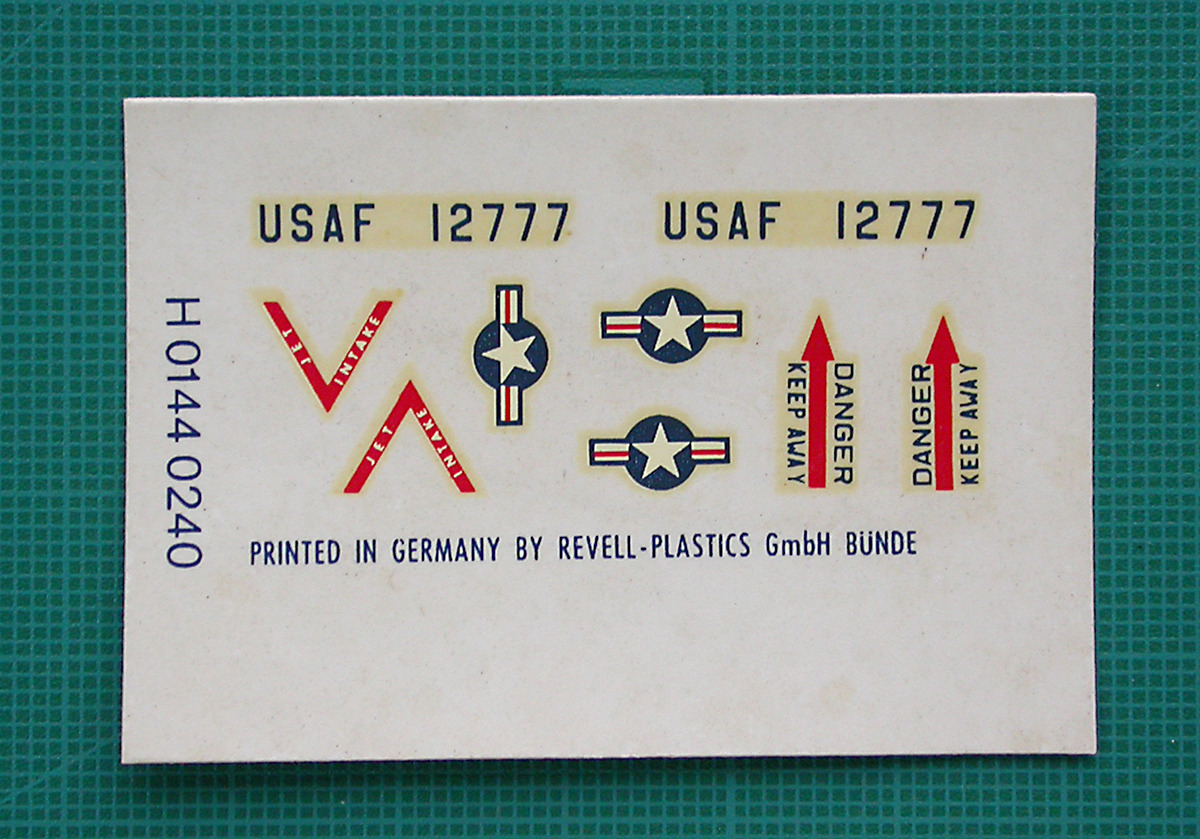 USAF 12777
USAF 12777
H 0144 0240
JET INTAKE
JET INTAKE
KEEP AWAY
DANGER
DANGER
KEEP AWAY
PRINTED IN GERMANY BY REVELL-PLASTICS GmbH BÜNDE